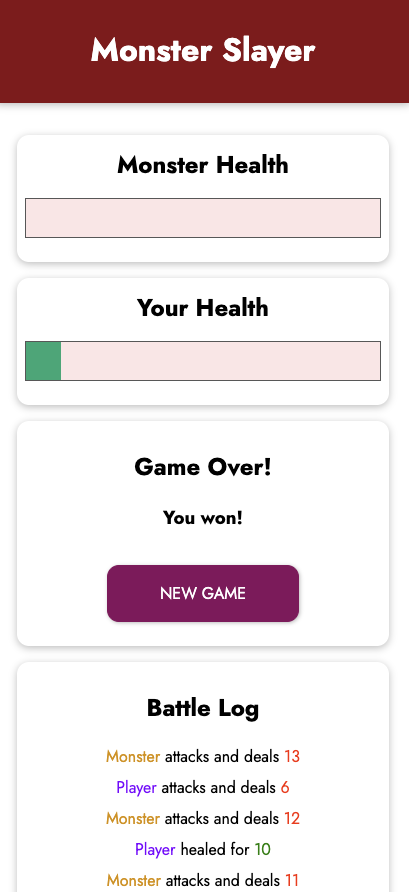 Monster Slayer
Monster Health
Your Health
Game Over!
You won!
NEW GAME
Battle Log
Monster attacks and deals 13
Player attacks and deals 6
Monster attacks and deals 12
Player healed for 10
Monster attacks and deals 11